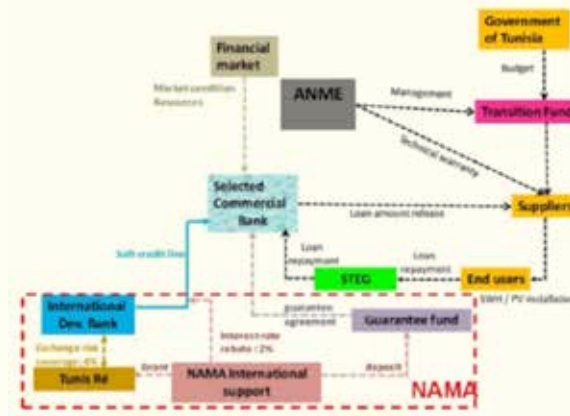 Government
of Tunisia
Financial
market
Budget
Market condition
Resources
ANME
Management
Transition Fund
Technical warranty
Selected
Commercial
Bank
Suppliers
Loan amount release
Soft credit line
Loan
repayment
Loan
repayment
STEG
End users
SWH / PV installation
International
Dev. Bank
guarantee
agreement
Guarantee fund
Interest rate
rebate : 2%
Exchange risk
coverage: 4%
Tunis Ré
Grant
NAMA International
support
deposit
NAMA